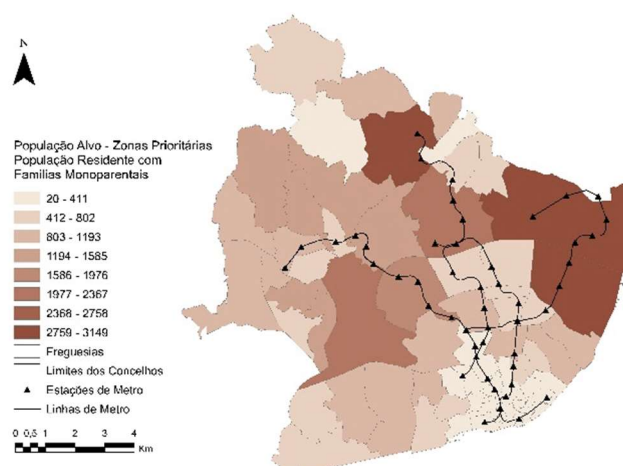 N
População Alvo - Zonas Prioritárias
População Residente com
Familias Monoparentais
20 - 411
412 - 802
803 - 1193
1194 - 1585
1586 - 1976
1977 - 2367
2368 - 2758
2759 - 3149
Freguesias
Limites dos Concelhos
Estações de Metro
Linhas de Metro
0 0,5 1 2 3 4
Km